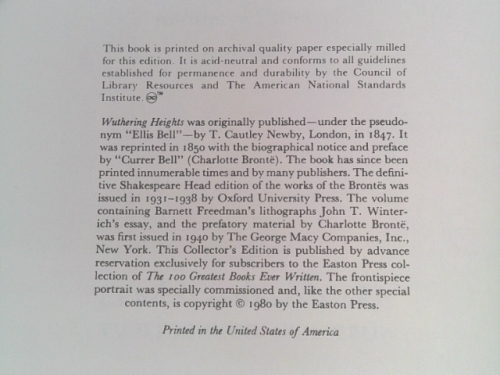 This book is printed on archival quality paper especially milled
for this edition. It is acid-neutral and conforms to all guidelines
established for permanence and durability by the Council of
Library Resources and The American National Standards
Institute. ♾™
Wuthering Heights was originally published—under the pseudo-
nym "Ellis Bell"—by T. Cautley Newby, London, in 1847. It
was reprinted in 1850 with the biographical notice and preface
by "Currer Bell" (Charlotte Brontë). The book has since been
printed innumerable times and by many publishers. The defini-
tive Shakespeare Head edition of the works of the Brontës was
issued in 1931–1938 by Oxford University Press. The volume
containing Barnett Freedman's lithographs John T. Winter-
ich's essay, and the prefatory material by Charlotte Brontë,
was first issued in 1940 by The George Macy Companies, Inc.,
New York. This Collector's Edition is published by advance
reservation exclusively for subscribers to the Easton Press col-
lection of The 100 Greatest Books Ever Written. The frontispiece
portrait was specially commissioned and, like the other special
contents, is copyright © 1980 by the Easton Press.
Printed in the United States of America